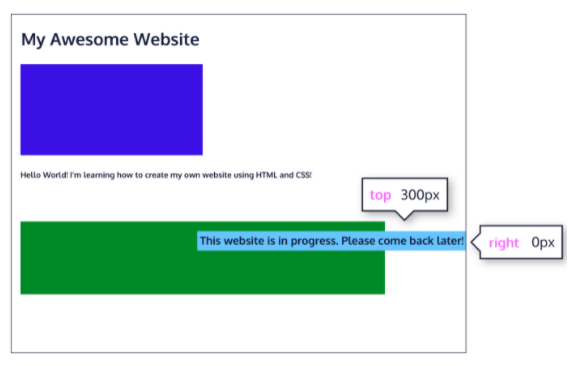 My Awesome Website
Hello World! I'm learning how to create my own website using HTML and CSS!
top 300px
This website is in progress. Please come back later!
right 0px